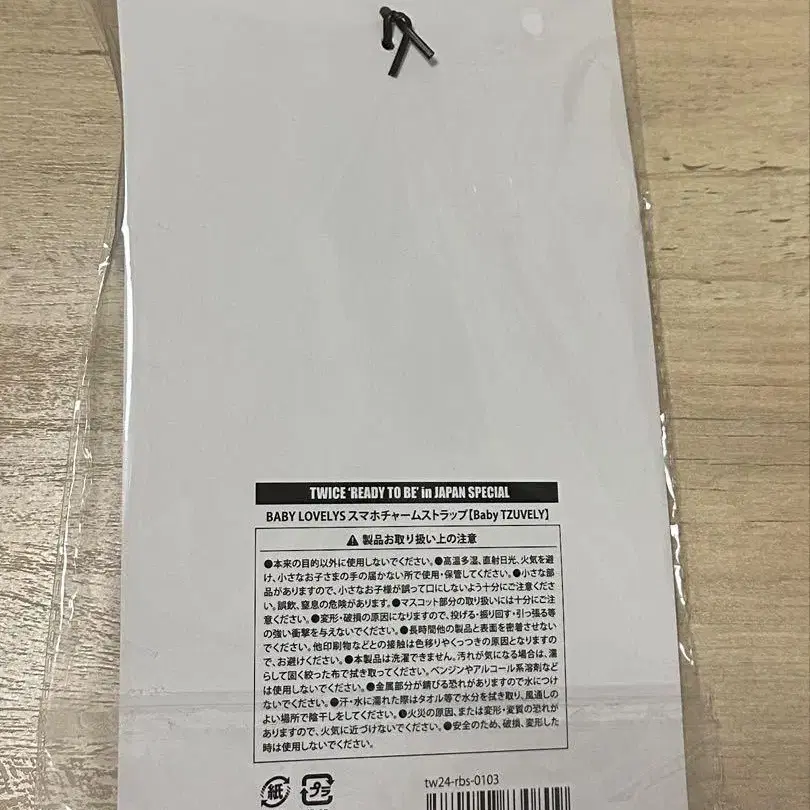 TWICE 'READY TO BE' in JAPAN SPECIAL
BABY LOVELYS スマホチャームストラップ【Baby TZUVELY】
⚠ 製品お取り扱い上の注意
●本来の目的以外に使用しないでください。●高温多湿、直射日光、火気を避
け、小さなお子さまの手の届かない所で使用・保管してください。●小さな部
品がありますので、小さなお子様が誤って口にしないよう十分にご注意くださ
い。誤飲、窒息の危険があります。●マスコット部分の取り扱いには十分にご注
意ください。●変形・破損の原因になりますので、投げる・振り回す・引っ張る等
の強い衝撃を与えないでください。●長時間他の製品と表面を密着させない
でください。他印刷物などとの接触は色移りやくっつきの原因となりますの
で、お避けください。●本製品は洗濯できません。汚れが気になる場合は、濡
らして固く絞った布で拭き取ってください。ベンジンやアルコール系溶剤など
は使用しないでください。●金属部分が錆びる恐れがありますので水につけ
ないでください。●汗・水に濡れた際はタオル等で水分を拭き取り、風通しの
よい場所で陰干しをしてください。●火災の原因、または変形・変質の恐れが
ありますので、火気に近づけないでください。●安全のため、破損、変形した
時は使用しないでください。
紙 プラ tw24-rbs-0103